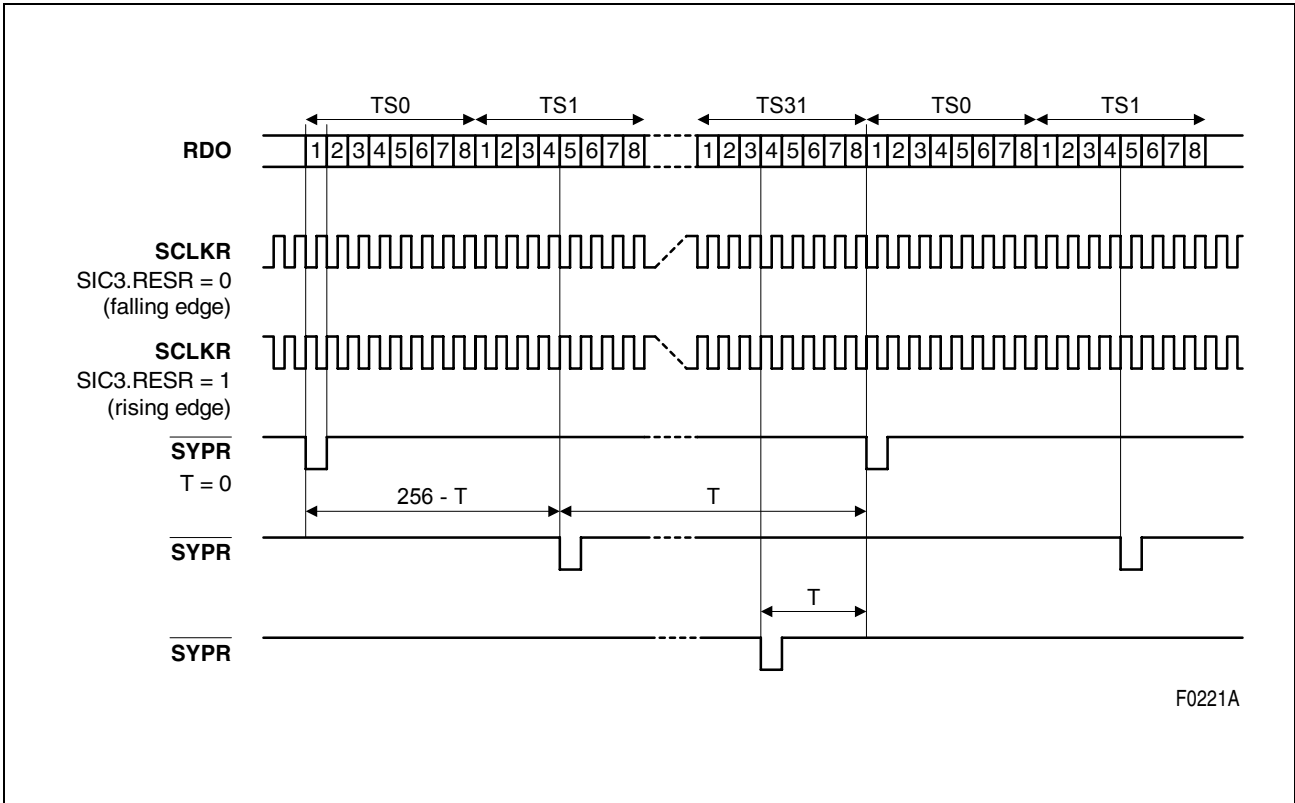 TS0 TS1 TS31 TS0 TS1
RDO 1 2 3 4 5 6 7 8 1 2 3 4 5 6 7 8 1 2 3 4 5 6 7 8 1 2 3 4 5 6 7 8 1 2 3 4 5 6 7 8
SCLKR
SIC3.RESR = 0
(falling edge)
SCLKR
SIC3.RESR = 1
(rising edge)
SYPR
T = 0
256 - T T
SYPR
T
SYPR
F0221A